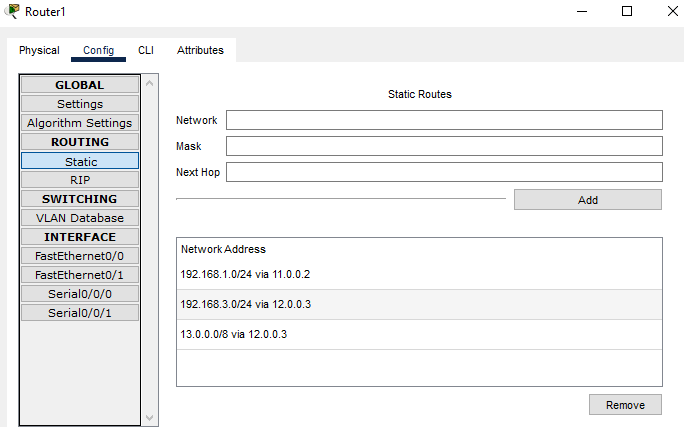 Router1
Physical Config CLI Attributes
GLOBAL
Settings
Algorithm Settings
ROUTING
Static
RIP
SWITCHING
VLAN Database
INTERFACE
FastEthernet0/0
FastEthernet0/1
Serial0/0/0
Serial0/0/1
Static Routes
Network
Mask
Next Hop
Add
Network Address
192.168.1.0/24 via 11.0.0.2
192.168.3.0/24 via 12.0.0.3
13.0.0.0/8 via 12.0.0.3
Remove